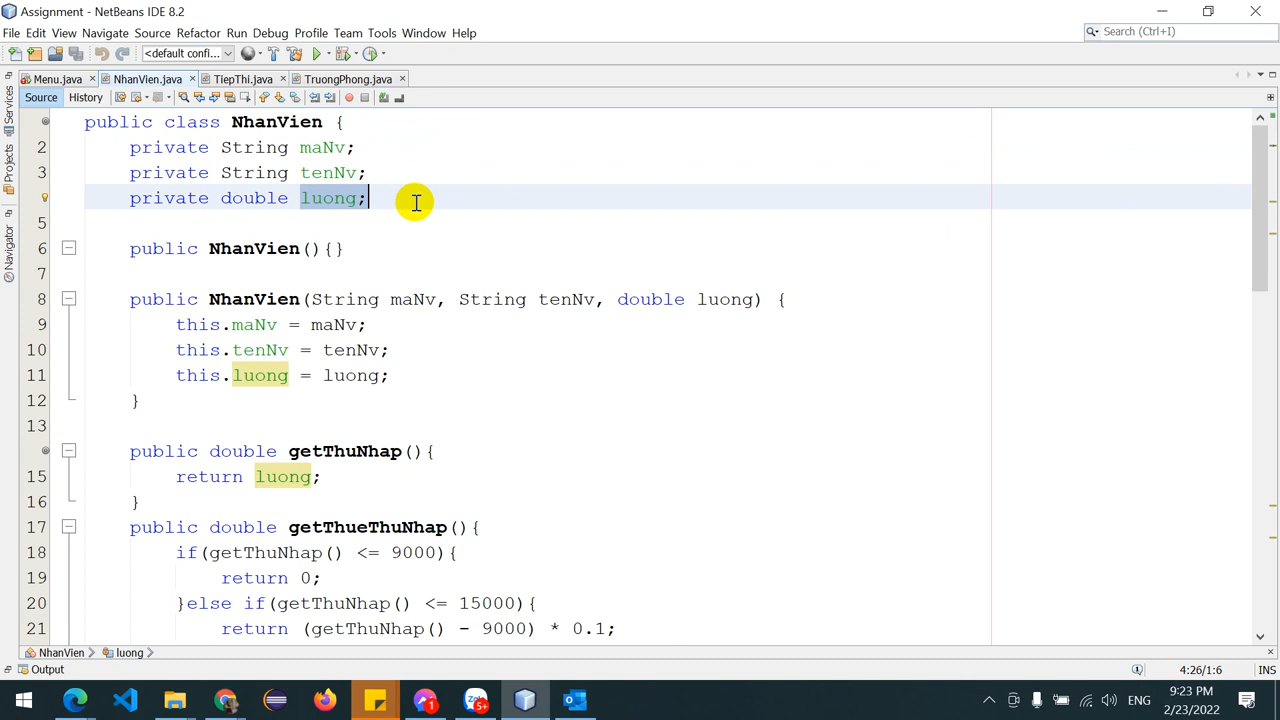 Assignment - NetBeans IDE 8.2
File Edit View Navigate Source Refactor Run Debug Profile Team Tools Window Help
Search (Ctrl+I)
<default confi...
Menu.java NhanVien.java TiepThi.java TruongPhong.java
Source History
Services
Projects
Navigator
public class NhanVien {
2 private String maNv;
3 private String tenNv;
private double luong;
5
6 public NhanVien(){}
7
8 public NhanVien(String maNv, String tenNv, double luong) {
9 this.maNv = maNv;
10 this.tenNv = tenNv;
11 this.luong = luong;
12 }
13
public double getThuNhap(){
15 return luong;
16 }
17 public double getThueThuNhap(){
18 if(getThuNhap() <= 9000){
19 return 0;
20 }else if(getThuNhap() <= 15000){
21 return (getThuNhap() - 9000) * 0.1;
NhanVien luong
Output
4:26/1:6 INS
1
Zalo
5+
ENG
9:23 PM
2/23/2022